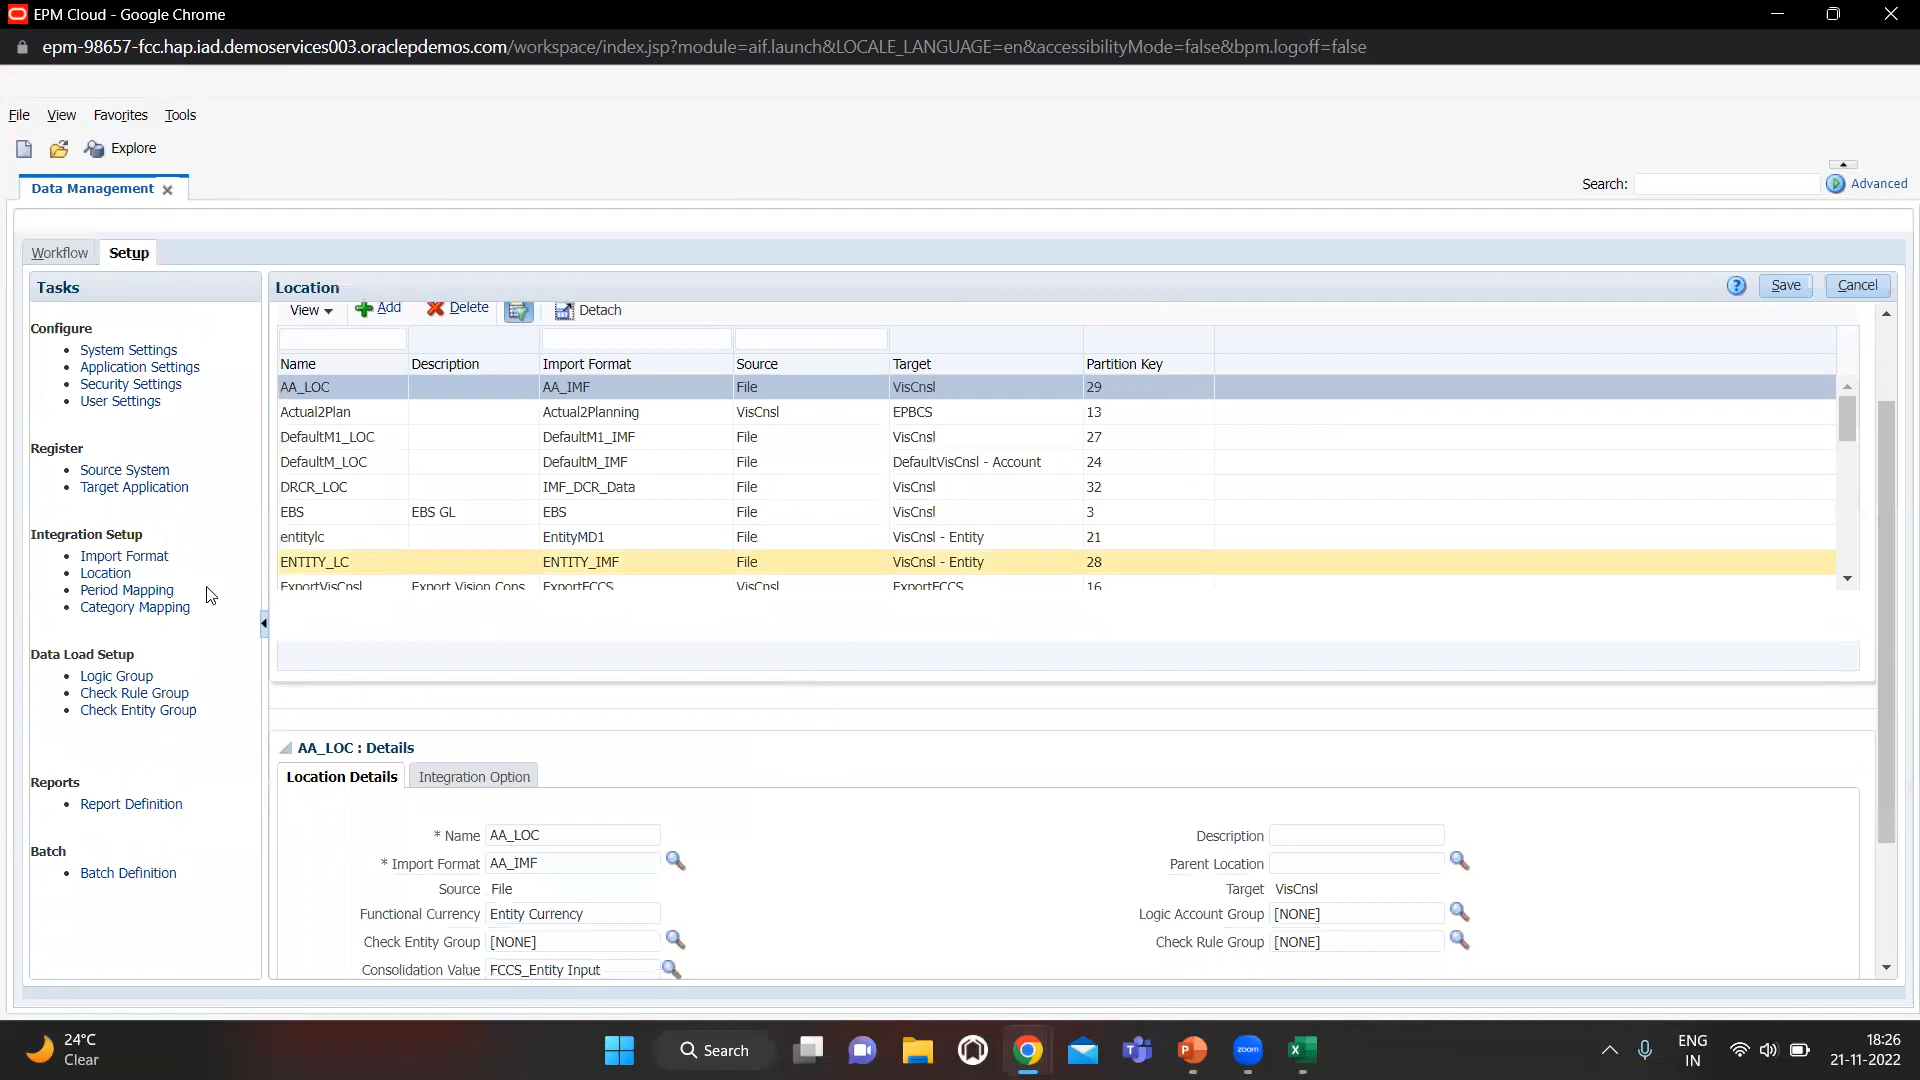 EPM Cloud - Google Chrome
epm-98657-fcc.hap.iad.demoservices003.oraclepdemos.com/workspace/index.jsp?module=aif.launch&LOCALE_LANGUAGE=en&accessibilityMode=false&bpm.logoff=false
File View Favorites Tools
Explore
Data Management
Search: Advanced
Workflow Setup
Tasks
Configure
System Settings
Application Settings
Security Settings
User Settings
Register
Source System
Target Application
Integration Setup
Import Format
Location
Period Mapping
Category Mapping
Data Load Setup
Logic Group
Check Rule Group
Check Entity Group
Reports
Report Definition
Batch
Batch Definition
Location Save Cancel
View Add Delete Detach
Name Description Import Format Source Target Partition Key
AA_LOC AA_IMF File VisCnsl 29
Actual2Plan Actual2Planning VisCnsl EPBCS 13
DefaultM1_LOC DefaultM1_IMF File VisCnsl 27
DefaultM_LOC DefaultM_IMF File DefaultVisCnsl - Account 24
DRCR_LOC IMF_DCR_Data File VisCnsl 32
EBS EBS GL EBS File VisCnsl 3
entitylc EntityMD1 File VisCnsl - Entity 21
ENTITY_LC ENTITY_IMF File VisCnsl - Entity 28
ExportVisCnsl Export Vision Cons ExportFCCS VisCnsl ExportFCCS 16
AA_LOC : Details
Location Details Integration Option
* Name AA_LOC Description
* Import Format AA_IMF Parent Location
Source File Target VisCnsl
Functional Currency Entity Currency Logic Account Group [NONE]
Check Entity Group [NONE] Check Rule Group [NONE]
Consolidation Value FCCS_Entity Input
24°C
Clear
Search
zoom
ENG
IN
18:26
21-11-2022